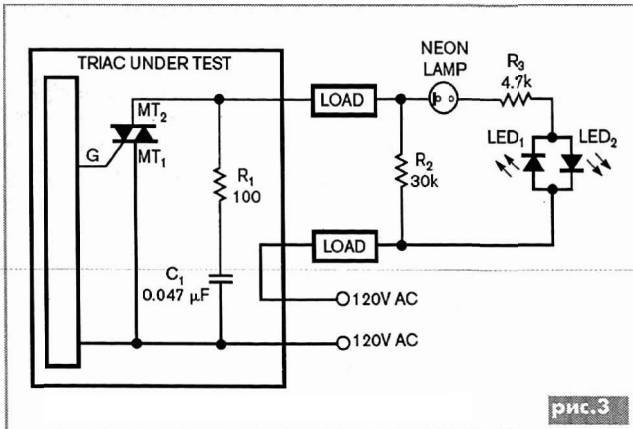 TRIAC UNDER TEST
NEON
LAMP
R3
4.7k
LOAD
MT2
G
MT1
LED1
LED2
R1
100
R2
30k
LOAD
C1
0.047 µF
120V AC
120V AC
рис.3